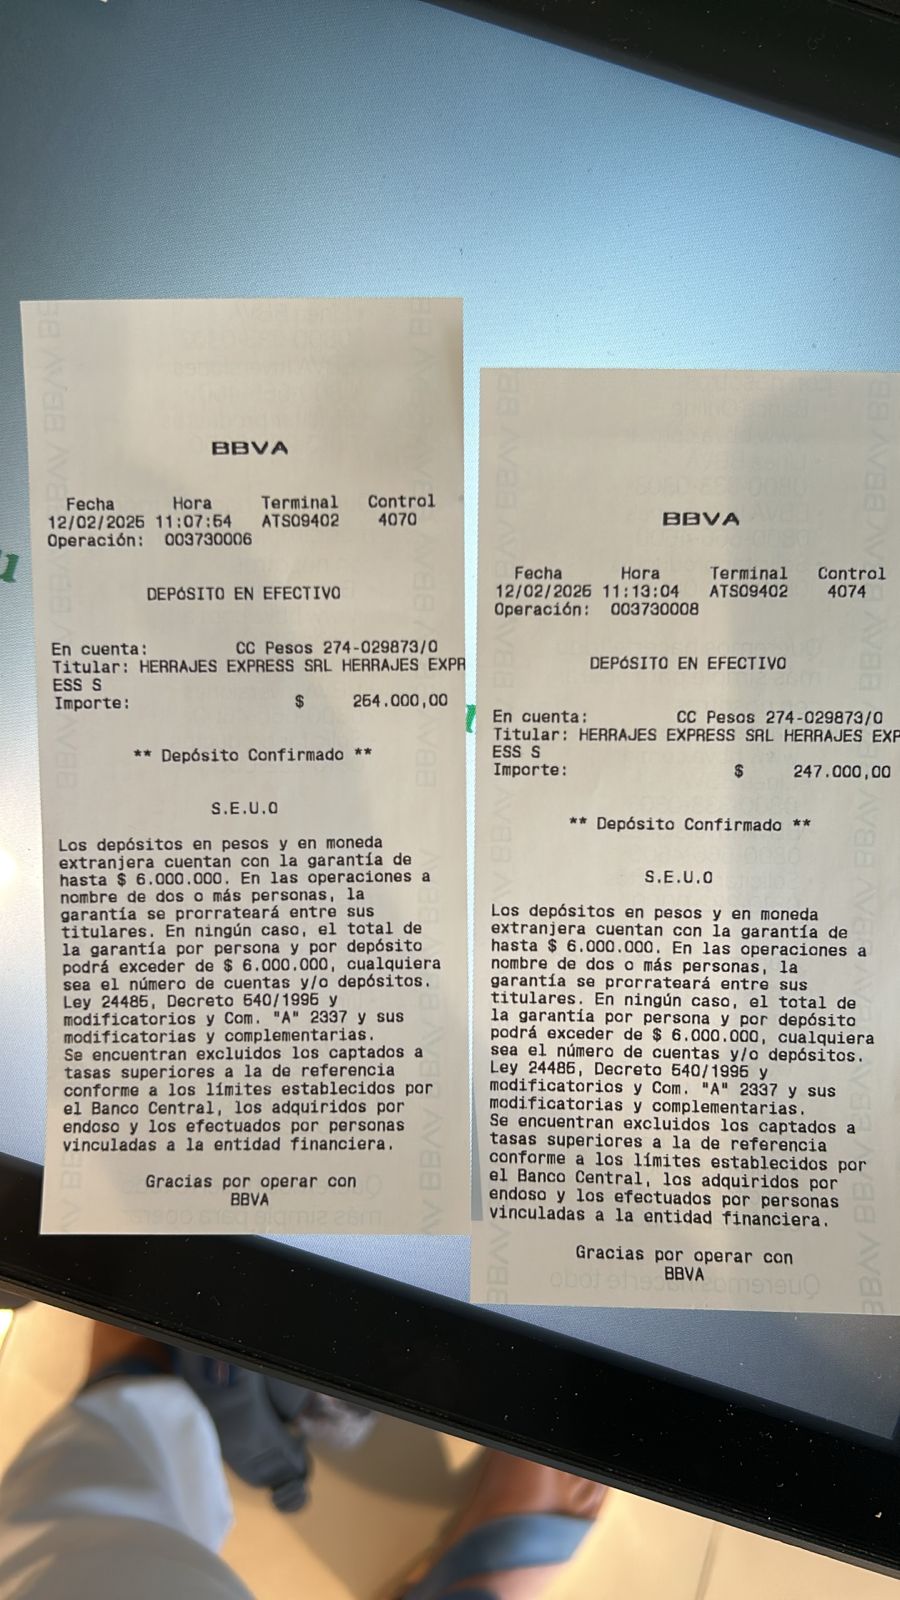 BBVA
Fecha Hora Terminal Control
12/02/2026 11:07:54 ATS09402 4070
Operación: 003730006
DEPóSITO EN EFECTIVO
En cuenta: CC Pesos 274-029873/0
Titular: HERRAJES EXPRESS SRL HERRAJES EXPR
ESS S
Importe: $ 254.000,00
** Depósito Confirmado **
S.E.U.O
Los depósitos en pesos y en moneda
extranjera cuentan con la garantía de
hasta $ 6.000.000. En las operaciones a
nombre de dos o más personas, la
garantía se prorrateará entre sus
titulares. En ningún caso, el total de
la garantía por persona y por depósito
podrá exceder de $ 6.000.000, cualquiera
sea el número de cuentas y/o depósitos.
Ley 24485, Decreto 540/1995 y
modificatorios y Com. "A" 2337 y sus
modificatorias y complementarias.
Se encuentran excluidos los captados a
tasas superiores a la de referencia
conforme a los límites establecidos por
el Banco Central, los adquiridos por
endoso y los efectuados por personas
vinculadas a la entidad financiera.
Gracias por operar con
BBVA
BBVA
Fecha Hora Terminal Control
12/02/2026 11:13:04 ATS09402 4074
Operación: 003730008
DEPóSITO EN EFECTIVO
En cuenta: CC Pesos 274-029873/0
Titular: HERRAJES EXPRESS SRL HERRAJES EXP
ESS S
Importe: $ 247.000,00
** Depósito Confirmado **
S.E.U.O
Los depósitos en pesos y en moneda
extranjera cuentan con la garantía de
hasta $ 6.000.000. En las operaciones a
nombre de dos o más personas, la
garantía se prorrateará entre sus
titulares. En ningún caso, el total de
la garantía por persona y por depósito
podrá exceder de $ 6.000.000, cualquiera
sea el número de cuentas y/o depósitos.
Ley 24485, Decreto 540/1995 y
modificatorios y Com. "A" 2337 y sus
modificatorias y complementarias.
Se encuentran excluidos los captados a
tasas superiores a la de referencia
conforme a los límites establecidos por
el Banco Central, los adquiridos por
endoso y los efectuados por personas
vinculadas a la entidad financiera.
Gracias por operar con
BBVA